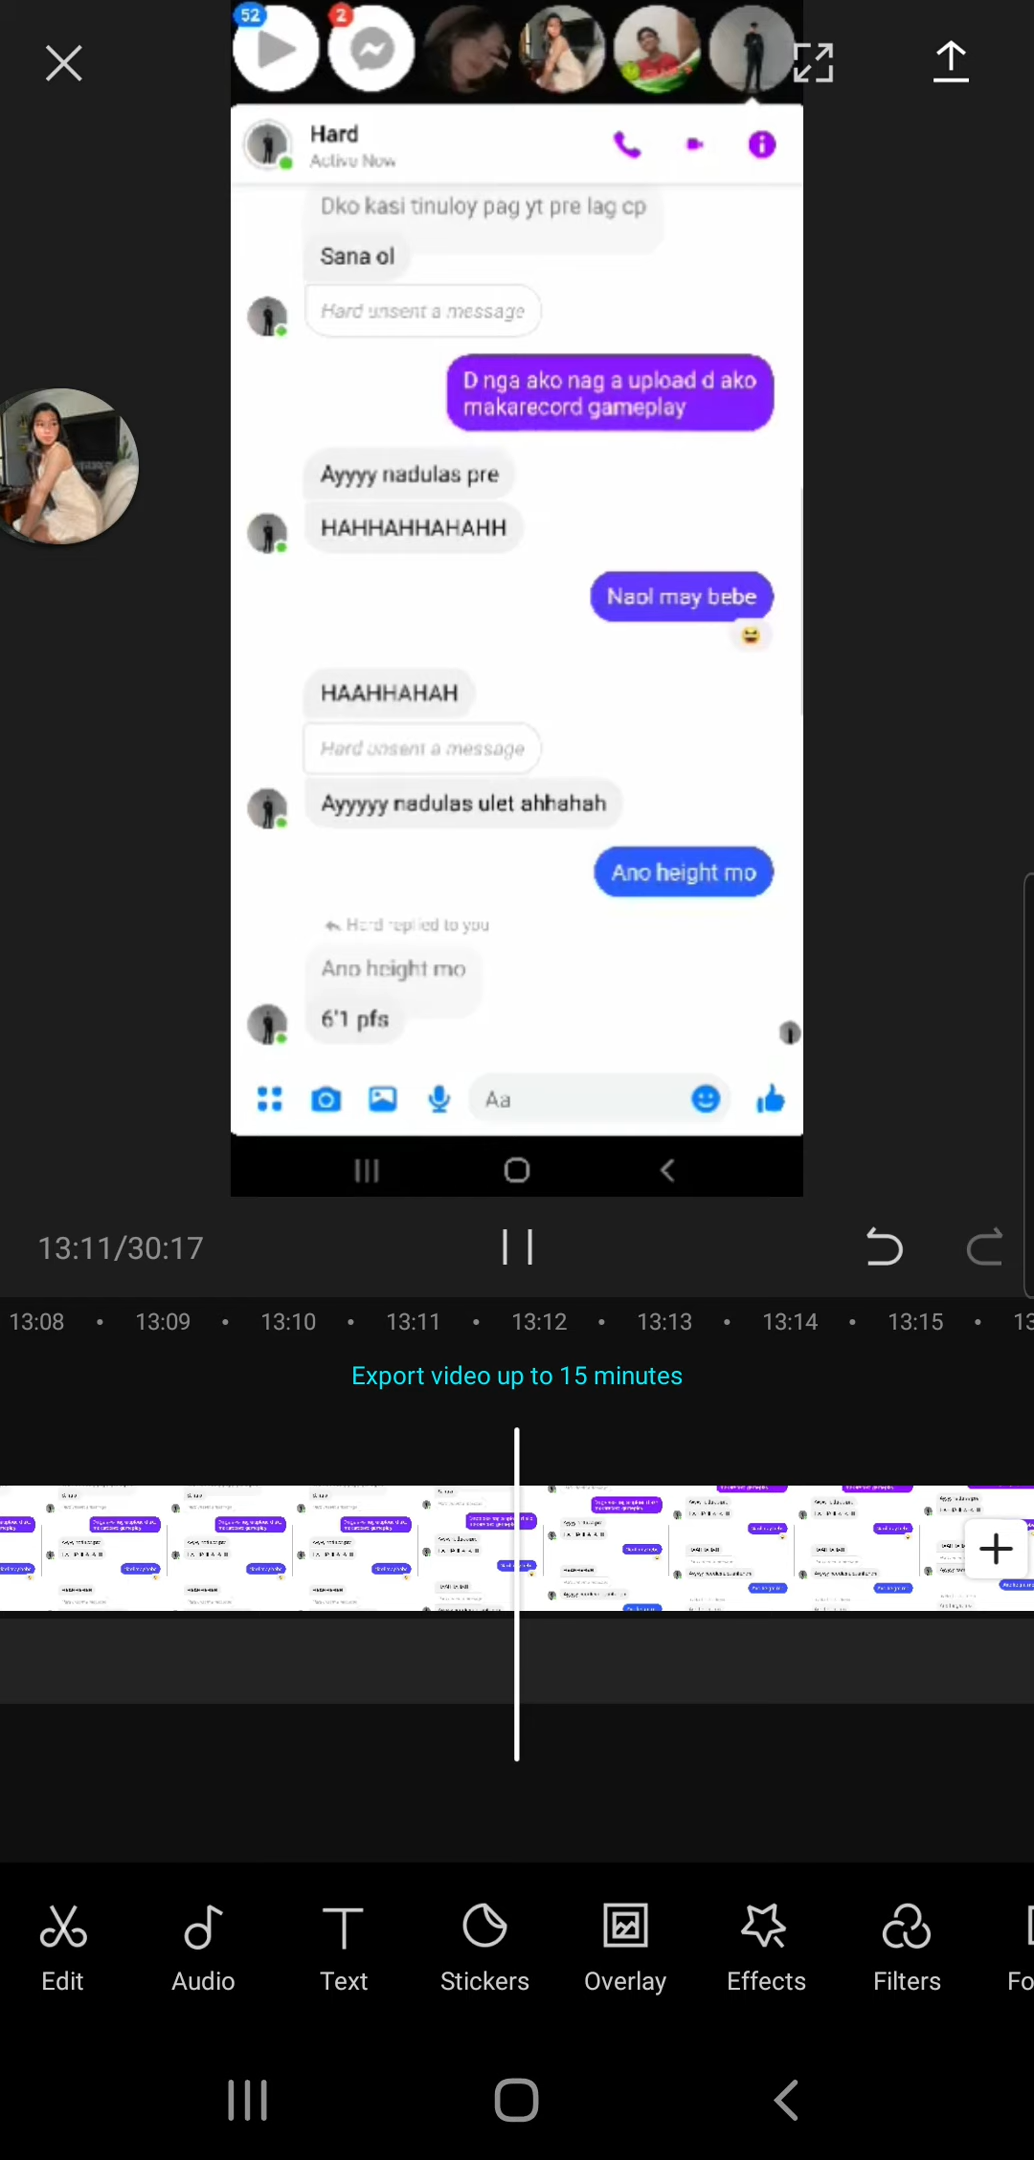 52
2
Hard
Active Now
Dko kasi tinuloy pag yt pre lag cp
Sana ol
Hard unsent a message
D nga ako nag a upload d ako
makarecord gameplay
Ayyyy nadulas pre
HAHHAHHAHAHH
Naol may bebe
HAAHHAHAH
Hard unsent a message
Ayyyyy nadulas ulet ahhahah
Ano height mo
Hard replied to you
Ano height mo
6'1 pfs
Aa
13:11/30:17
13:08 13:09 13:10 13:11 13:12 13:13 13:14 13:15 13
Export video up to 15 minutes
Edit Audio Text Stickers Overlay Effects Filters Fo